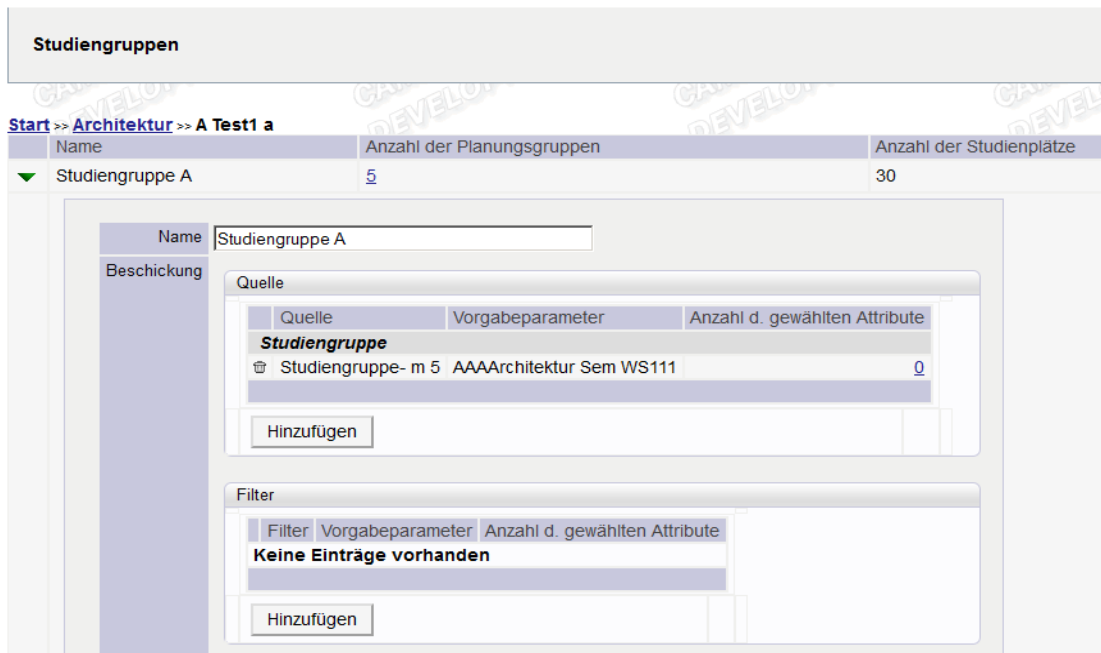 Studiengruppen
Start >> Architektur >> A Test1 a
Name Anzahl der Planungsgruppen Anzahl der Studienplätze
Studiengruppe A 5 30
Name Studiengruppe A
Beschickung
Quelle
Quelle Vorgabeparameter Anzahl d. gewählten Attribute
Studiengruppe
Studiengruppe- m 5 AAAArchitektur Sem WS111 0
Hinzufügen
Filter
Filter Vorgabeparameter Anzahl d. gewählten Attribute
Keine Einträge vorhanden
Hinzufügen